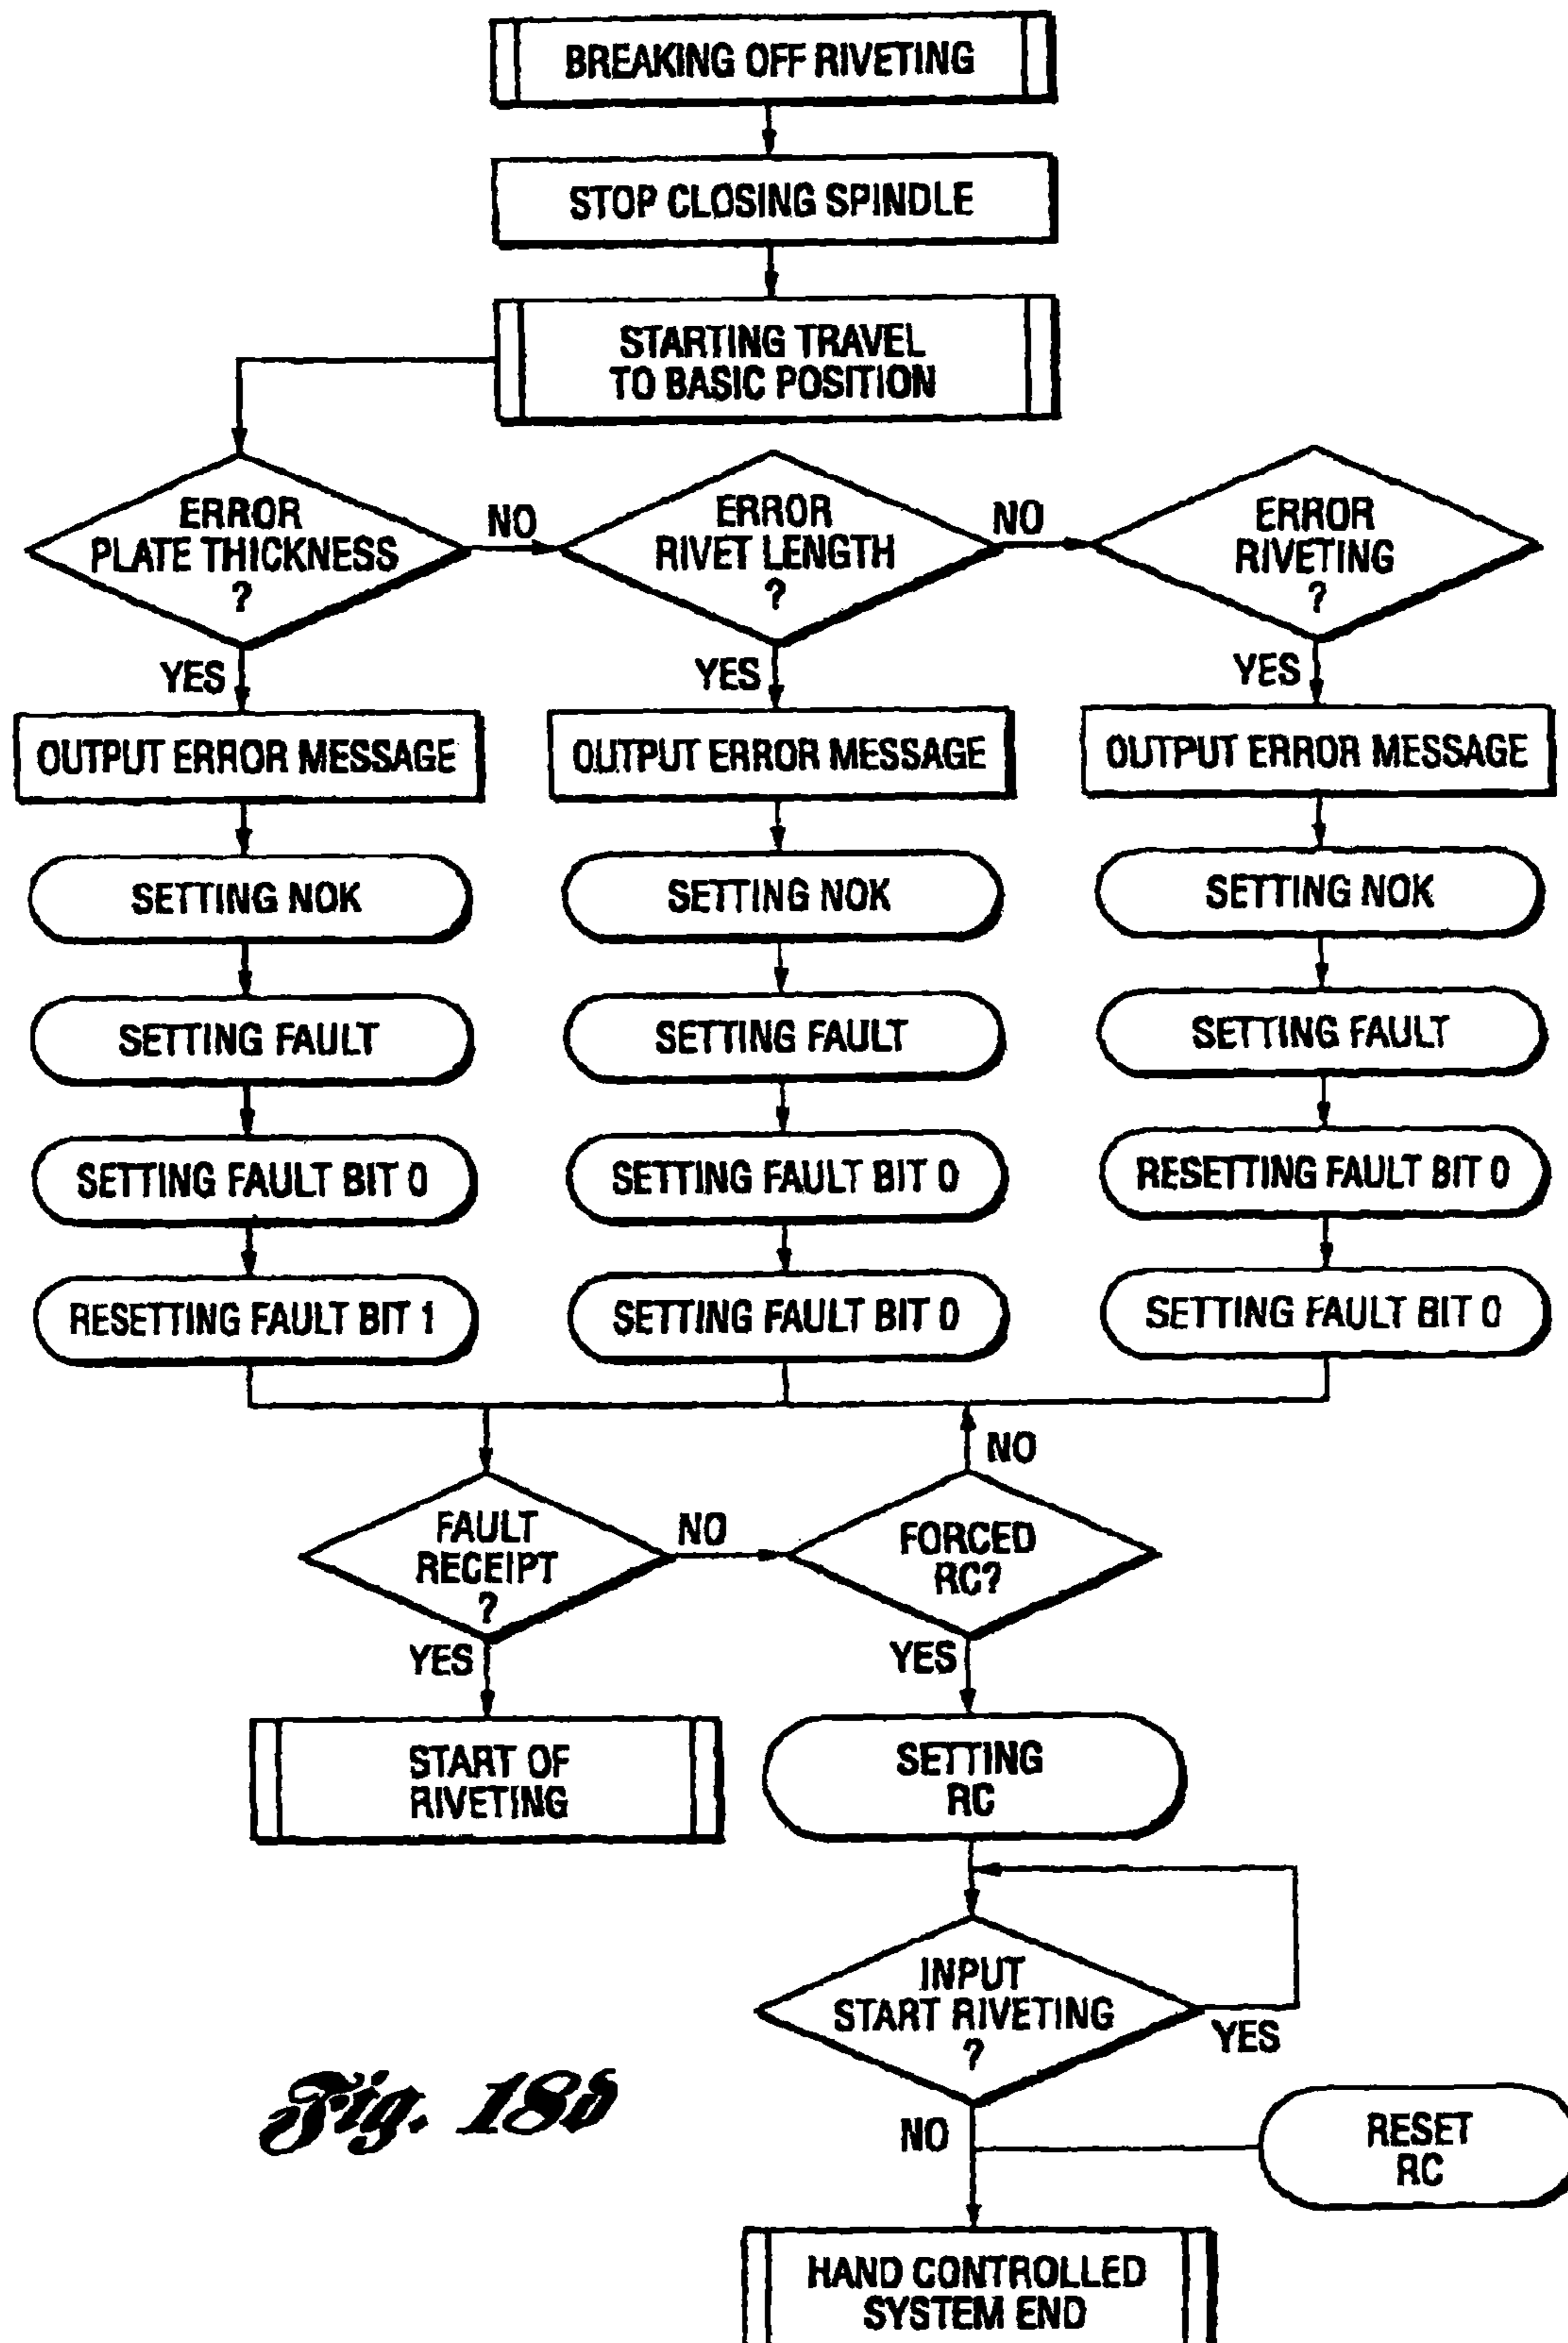 BREAKING OFF RIVETING
STOP CLOSING SPINDLE
STARTING TRAVEL
TO BASIC POSITION
ERROR
PLATE THICKNESS
?
NO
ERROR
RIVET LENGTH
?
NO
ERROR
RIVETING
?
YES
YES
YES
OUTPUT ERROR MESSAGE
OUTPUT ERROR MESSAGE
OUTPUT ERROR MESSAGE
SETTING NOK
SETTING NOK
SETTING NOK
SETTING FAULT
SETTING FAULT
SETTING FAULT
SETTING FAULT BIT 0
SETTING FAULT BIT 0
RESETTING FAULT BIT 0
RESETTING FAULT BIT 1
SETTING FAULT BIT 0
SETTING FAULT BIT 0
NO
FAULT
RECEIPT
?
NO
FORCED
RC?
YES
YES
START OF
RIVETING
SETTING
RC
INPUT
START RIVETING
?
YES
NO
RESET
RC
HAND CONTROLLED
SYSTEM END
Fig. 18b